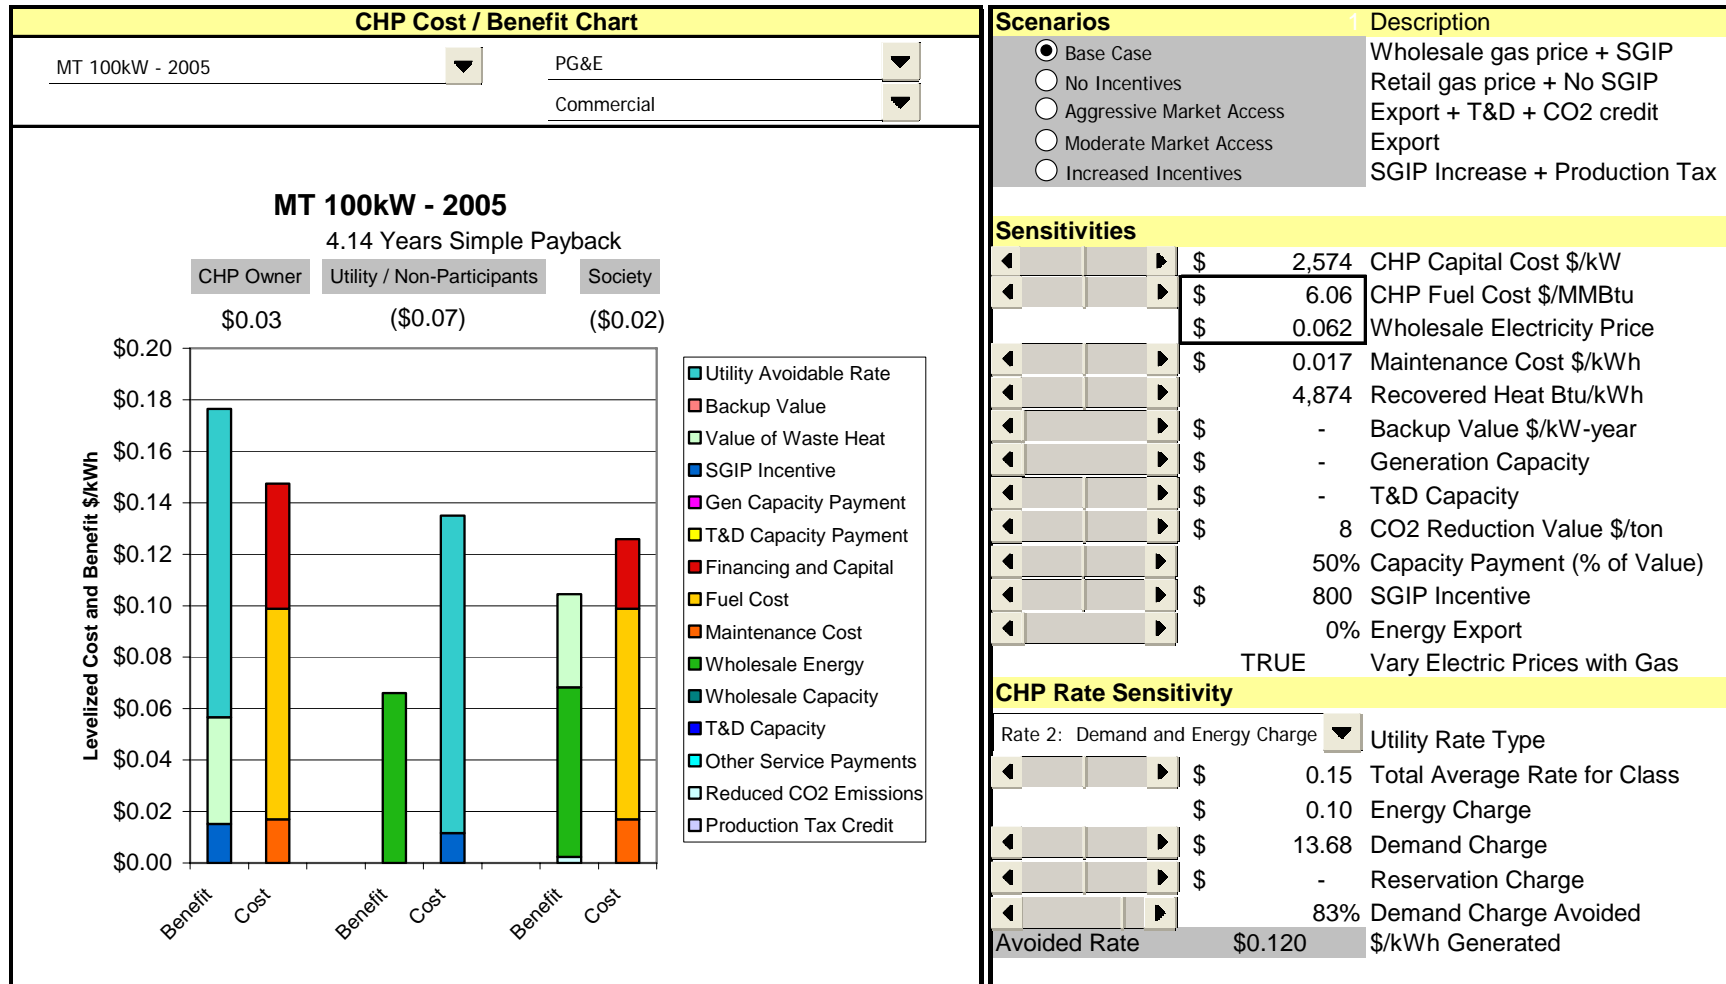 CHP Cost / Benefit Chart
MT 100kW - 2005
PG&E
Commercial
MT 100kW - 2005
4.14 Years Simple Payback
CHP Owner Utility / Non-Participants Society
$0.03 ($0.07) ($0.02)
Levelized Cost and Benefit $/kWh
$0.20
$0.18
$0.16
$0.14
$0.12
$0.10
$0.08
$0.06
$0.04
$0.02
$0.00
Benefit Cost Benefit Cost Benefit Cost
Utility Avoidable Rate
Backup Value
Value of Waste Heat
SGIP Incentive
Gen Capacity Payment
T&D Capacity Payment
Financing and Capital
Fuel Cost
Maintenance Cost
Wholesale Energy
Wholesale Capacity
T&D Capacity
Other Service Payments
Reduced CO2 Emissions
Production Tax Credit
Scenarios 1 Description
Base Case Wholesale gas price + SGIP
No Incentives Retail gas price + No SGIP
Aggressive Market Access Export + T&D + CO2 credit
Moderate Market Access Export
Increased Incentives SGIP Increase + Production Tax
Sensitivities
$ 2,574 CHP Capital Cost $/kW
$ 6.06 CHP Fuel Cost $/MMBtu
$ 0.062 Wholesale Electricity Price
$ 0.017 Maintenance Cost $/kWh
4,874 Recovered Heat Btu/kWh
$ - Backup Value $/kW-year
$ - Generation Capacity
$ - T&D Capacity
$ 8 CO2 Reduction Value $/ton
50% Capacity Payment (% of Value)
$ 800 SGIP Incentive
0% Energy Export
TRUE Vary Electric Prices with Gas
CHP Rate Sensitivity
Rate 2: Demand and Energy Charge Utility Rate Type
$ 0.15 Total Average Rate for Class
$ 0.10 Energy Charge
$ 13.68 Demand Charge
$ - Reservation Charge
83% Demand Charge Avoided
Avoided Rate $0.120 $/kWh Generated